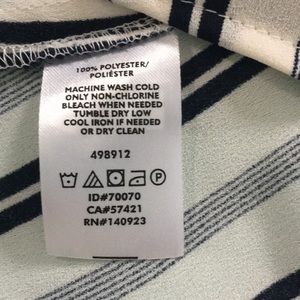 100% POLYESTER/
POLIÉSTER
MACHINE WASH COLD
ONLY NON-CHLORINE
BLEACH WHEN NEEDED
TUMBLE DRY LOW
COOL IRON IF NEEDED
OR DRY CLEAN
498912
P
ID#70070
CA#57421
RN#140923